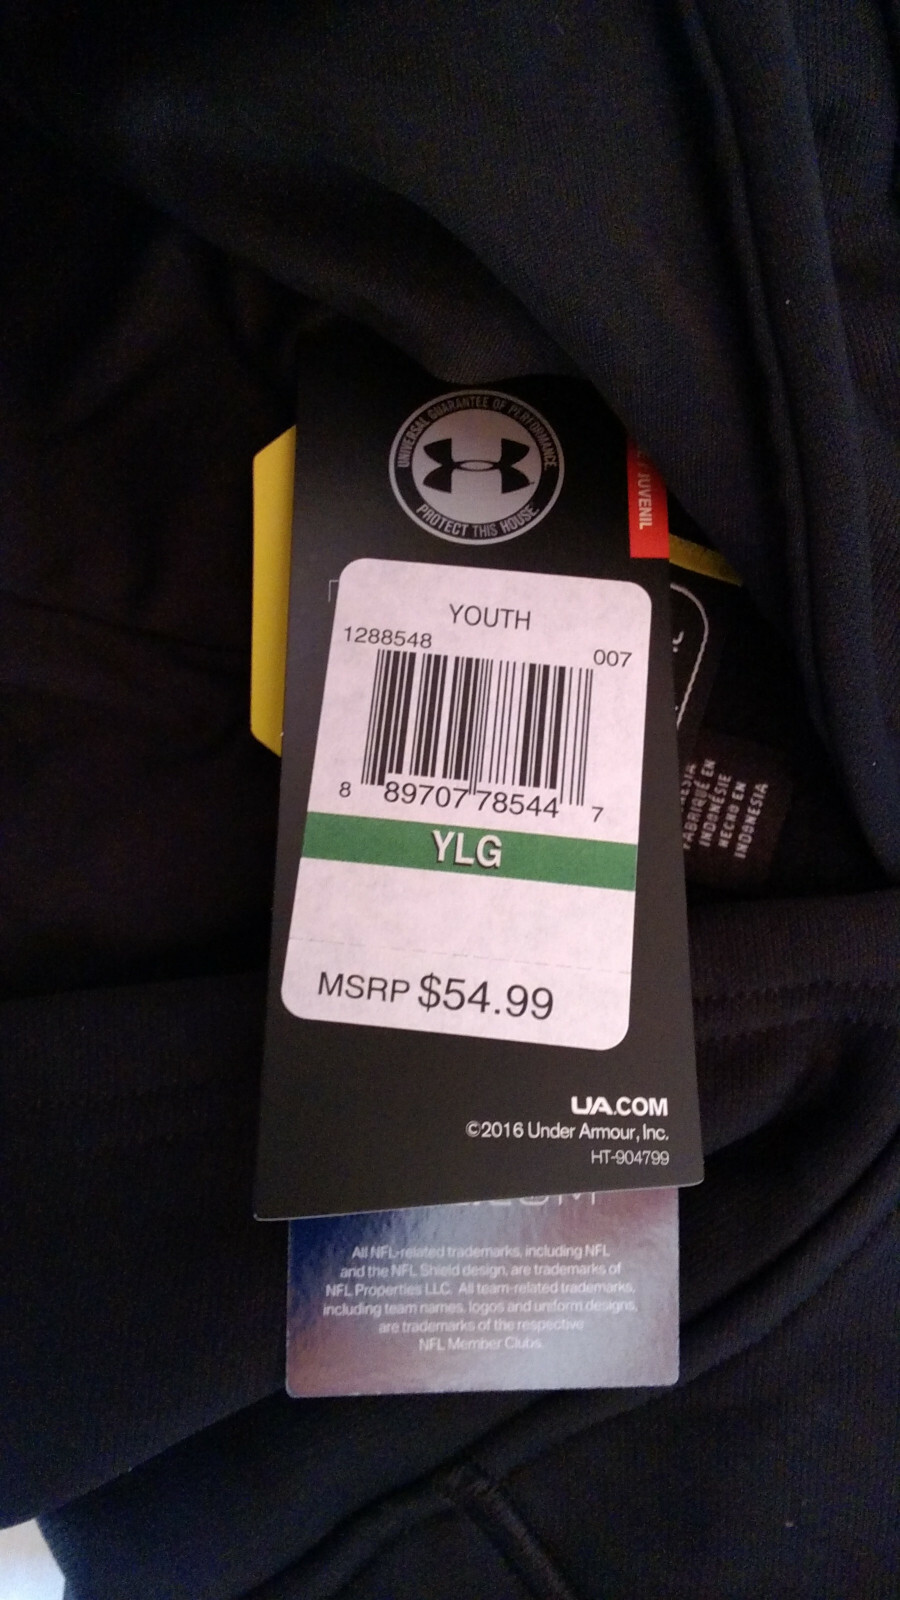 UNIVERSAL GUARANTEE OF PERFORMANCE
PROTECT THIS HOUSE
JUVENIL
YOUTH
1288548
007
8 89707 78544 7
YLG
MSRP $54.99
FABRIQUÉ EN
INDONÉSIE
HECHO EN
INDONESIA
UA.COM
©2016 Under Armour, Inc.
HT-904799
All NFL-related trademarks, including NFL
and the NFL Shield design, are trademarks of
NFL Properties LLC. All team-related trademarks,
including team names, logos and uniform designs,
are trademarks of the respective
NFL Member Clubs.